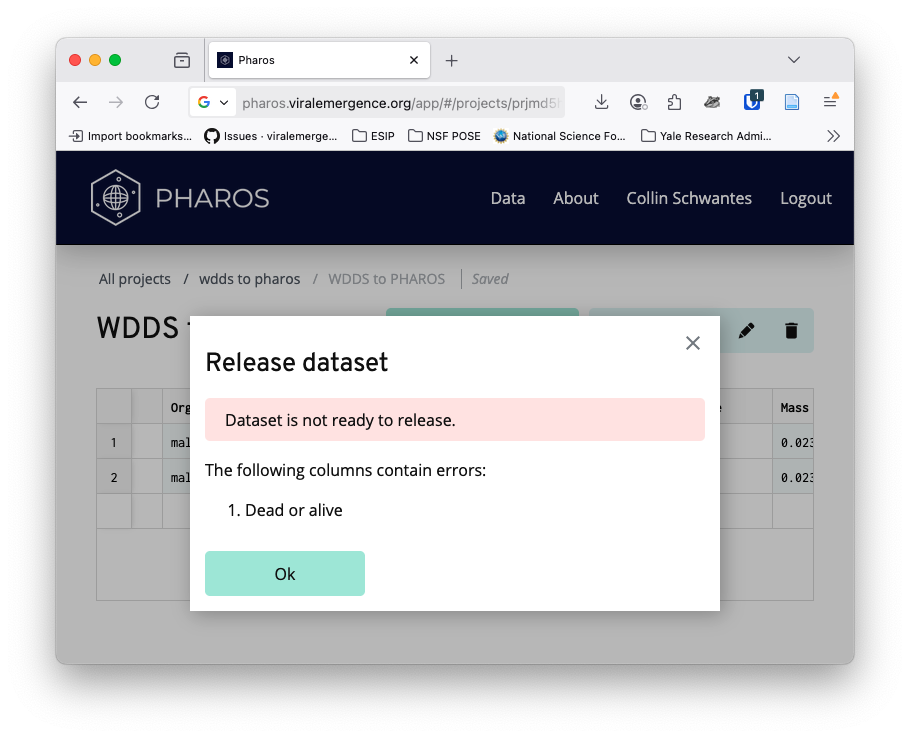 Pharos
pharos.viralemergence.org/app/#/projects/prjmd5
1
Import bookmarks...
Issues · viralemerge...
ESIP
NSF POSE
National Science Fo...
Yale Research Admi...
PHAROS
Data
About
Collin Schwantes
Logout
All projects / wdds to pharos / WDDS to PHAROS | Saved
WDDS
Release dataset
Dataset is not ready to release.
The following columns contain errors:
1. Dead or alive
Ok
Org
Mass
1 mal 0.023
2 mal 0.023